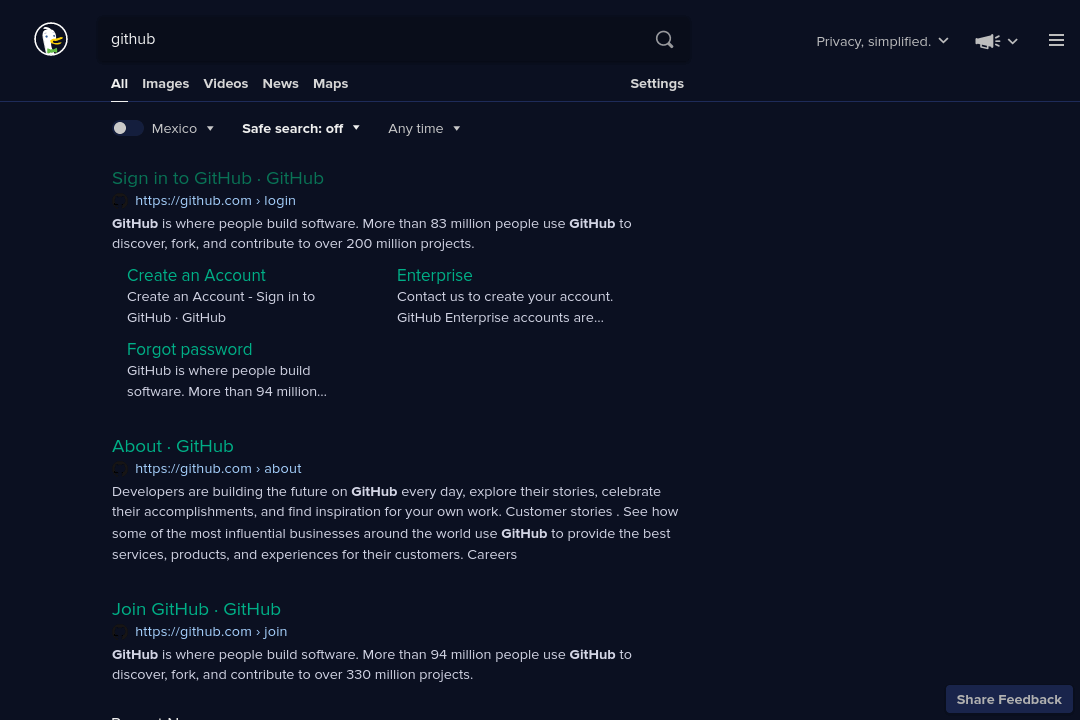 github
Privacy, simplified.
All Images Videos News Maps Settings
Mexico Safe search: off Any time
Sign in to GitHub · GitHub
https://github.com › login
GitHub is where people build software. More than 83 million people use GitHub to
discover, fork, and contribute to over 200 million projects.
Create an Account
Create an Account - Sign in to
GitHub · GitHub
Enterprise
Contact us to create your account.
GitHub Enterprise accounts are...
Forgot password
GitHub is where people build
software. More than 94 million...
About · GitHub
https://github.com › about
Developers are building the future on GitHub every day, explore their stories, celebrate
their accomplishments, and find inspiration for your own work. Customer stories . See how
some of the most influential businesses around the world use GitHub to provide the best
services, products, and experiences for their customers. Careers
Join GitHub · GitHub
https://github.com › join
GitHub is where people build software. More than 94 million people use GitHub to
discover, fork, and contribute to over 330 million projects.
Share Feedback